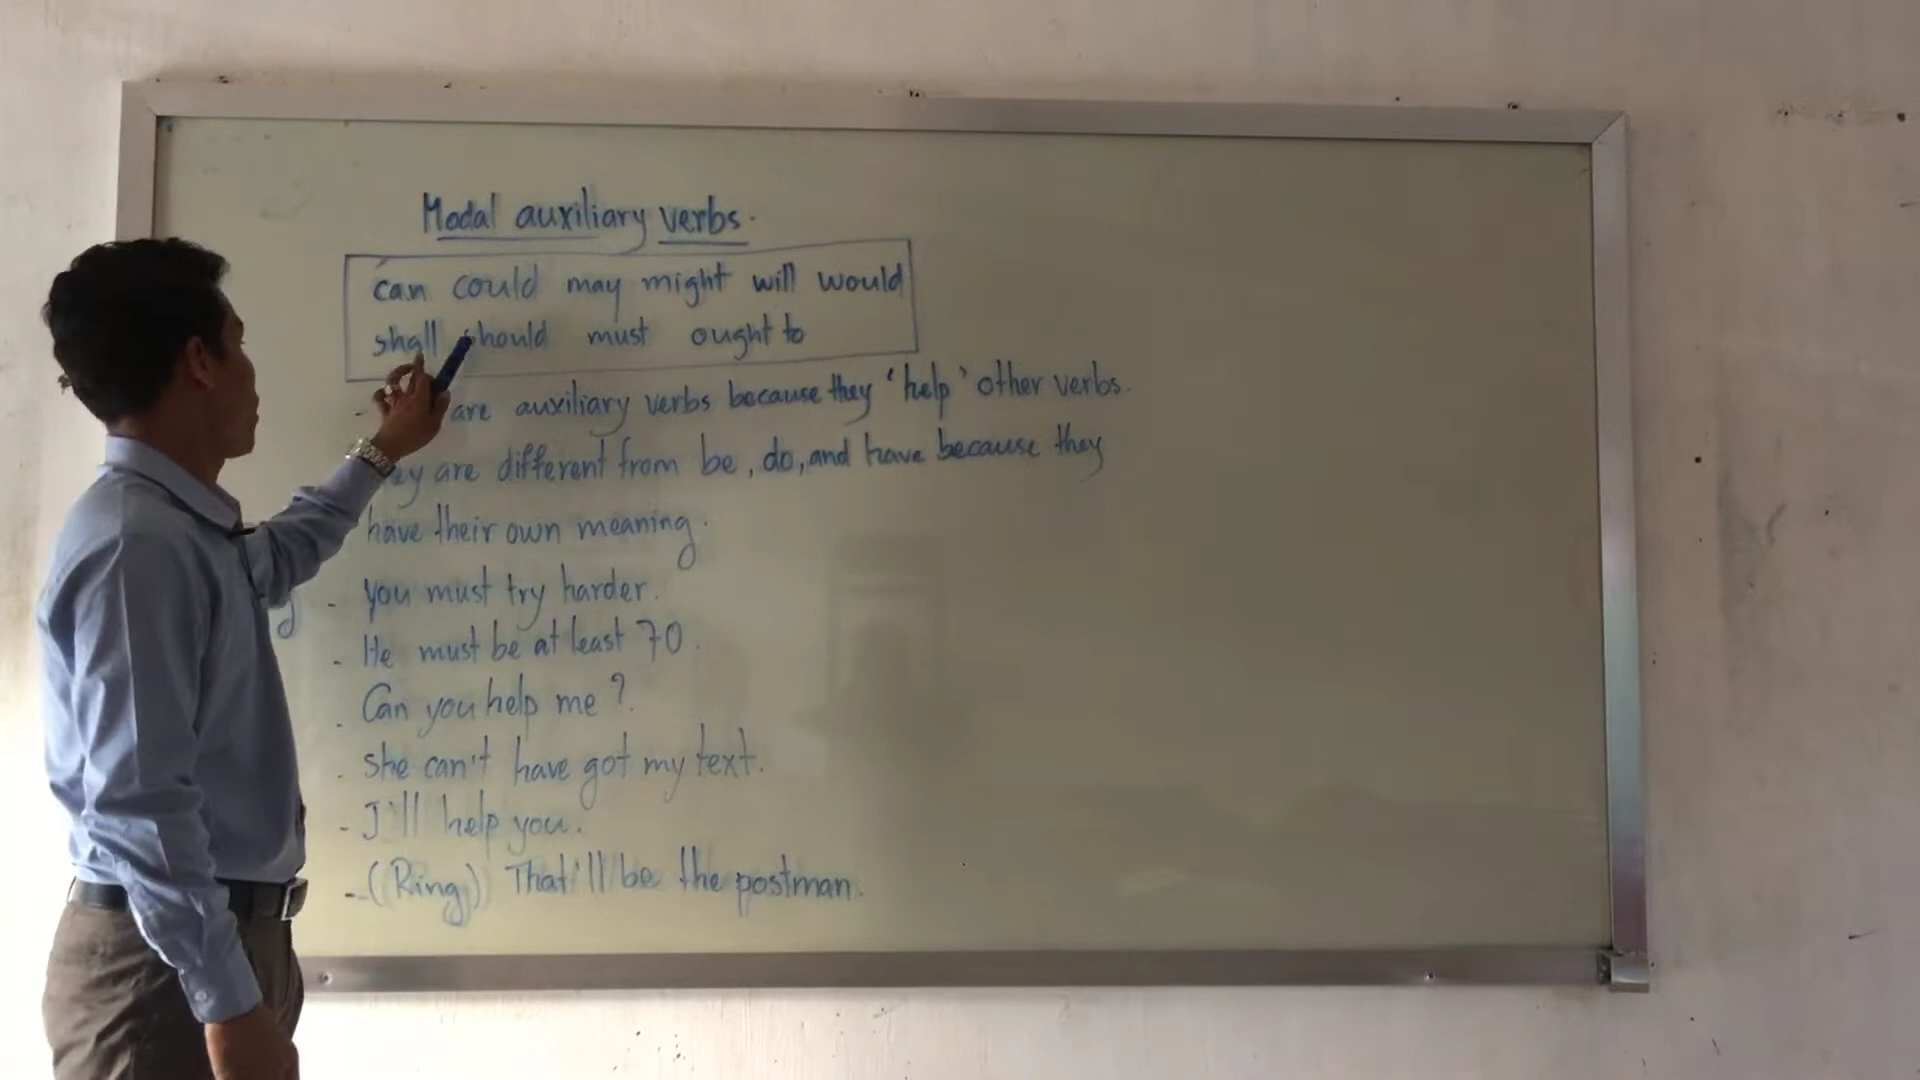 Modal auxiliary verbs.
can could may might will would
shall should must ought to
- are auxiliary verbs because they 'help' other verbs.
are different from be, do, and have because they
have their own meaning.
- you must try harder.
- He must be at least 70.
- Can you help me?
- she can't have got my text.
- I'll help you.
- (Ring) That'll be the postman.